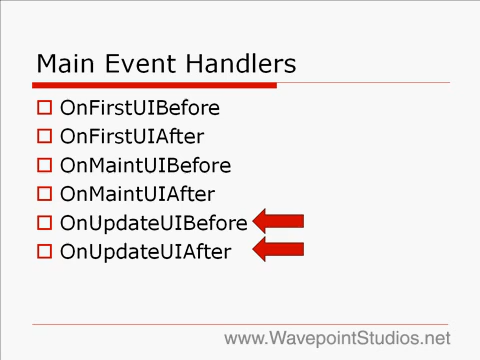 Main Event Handlers
OnFirstUIBefore
OnFirstUIAfter
OnMaintUIBefore
OnMaintUIAfter
OnUpdateUIBefore
OnUpdateUIAfter
www.WavepointStudios.net